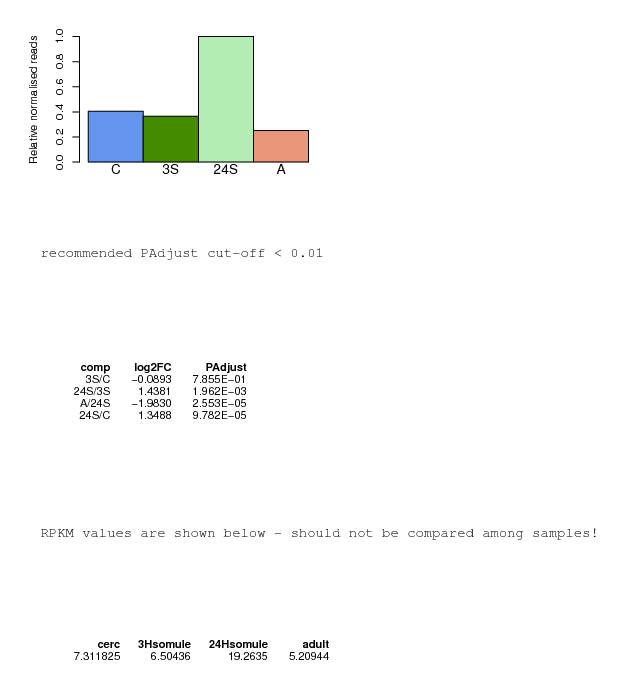 Relative normalised reads
1.0
0.8
0.6
0.4
0.2
0.0
C 3S 24S A
recommended PAdjust cut-off < 0.01
comp log2FC PAdjust
3S/C −0.0893 7.855E−01
24S/3S 1.4381 1.962E−03
A/24S −1.9830 2.553E−05
24S/C 1.3488 9.782E−05
RPKM values are shown below - should not be compared among samples!
cerc 3Hsomule 24Hsomule adult
7.311825 6.50436 19.2635 5.20944